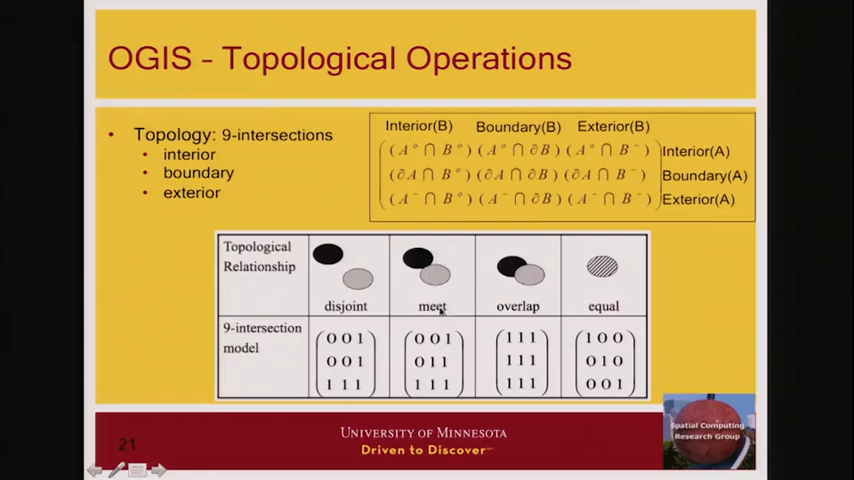 OGIS – Topological Operations
• Topology: 9-intersections
• interior
• boundary
• exterior
Interior(B) Boundary(B) Exterior(B)
(A° ∩ B°) (A° ∩ ∂B) (A° ∩ B⁻) Interior(A)
(∂A ∩ B°) (∂A ∩ ∂B) (∂A ∩ B⁻) Boundary(A)
(A⁻ ∩ B°) (A⁻ ∩ ∂B) (A⁻ ∩ B⁻) Exterior(A)
Topological
Relationship
disjoint meet overlap equal
9-intersection
model
0 0 1 0 0 1 1 1 1 1 0 0
0 0 1 0 1 1 1 1 1 0 1 0
1 1 1 1 1 1 1 1 1 0 0 1
21
UNIVERSITY OF MINNESOTA
Driven to Discover℠
Spatial Computing
Research Group